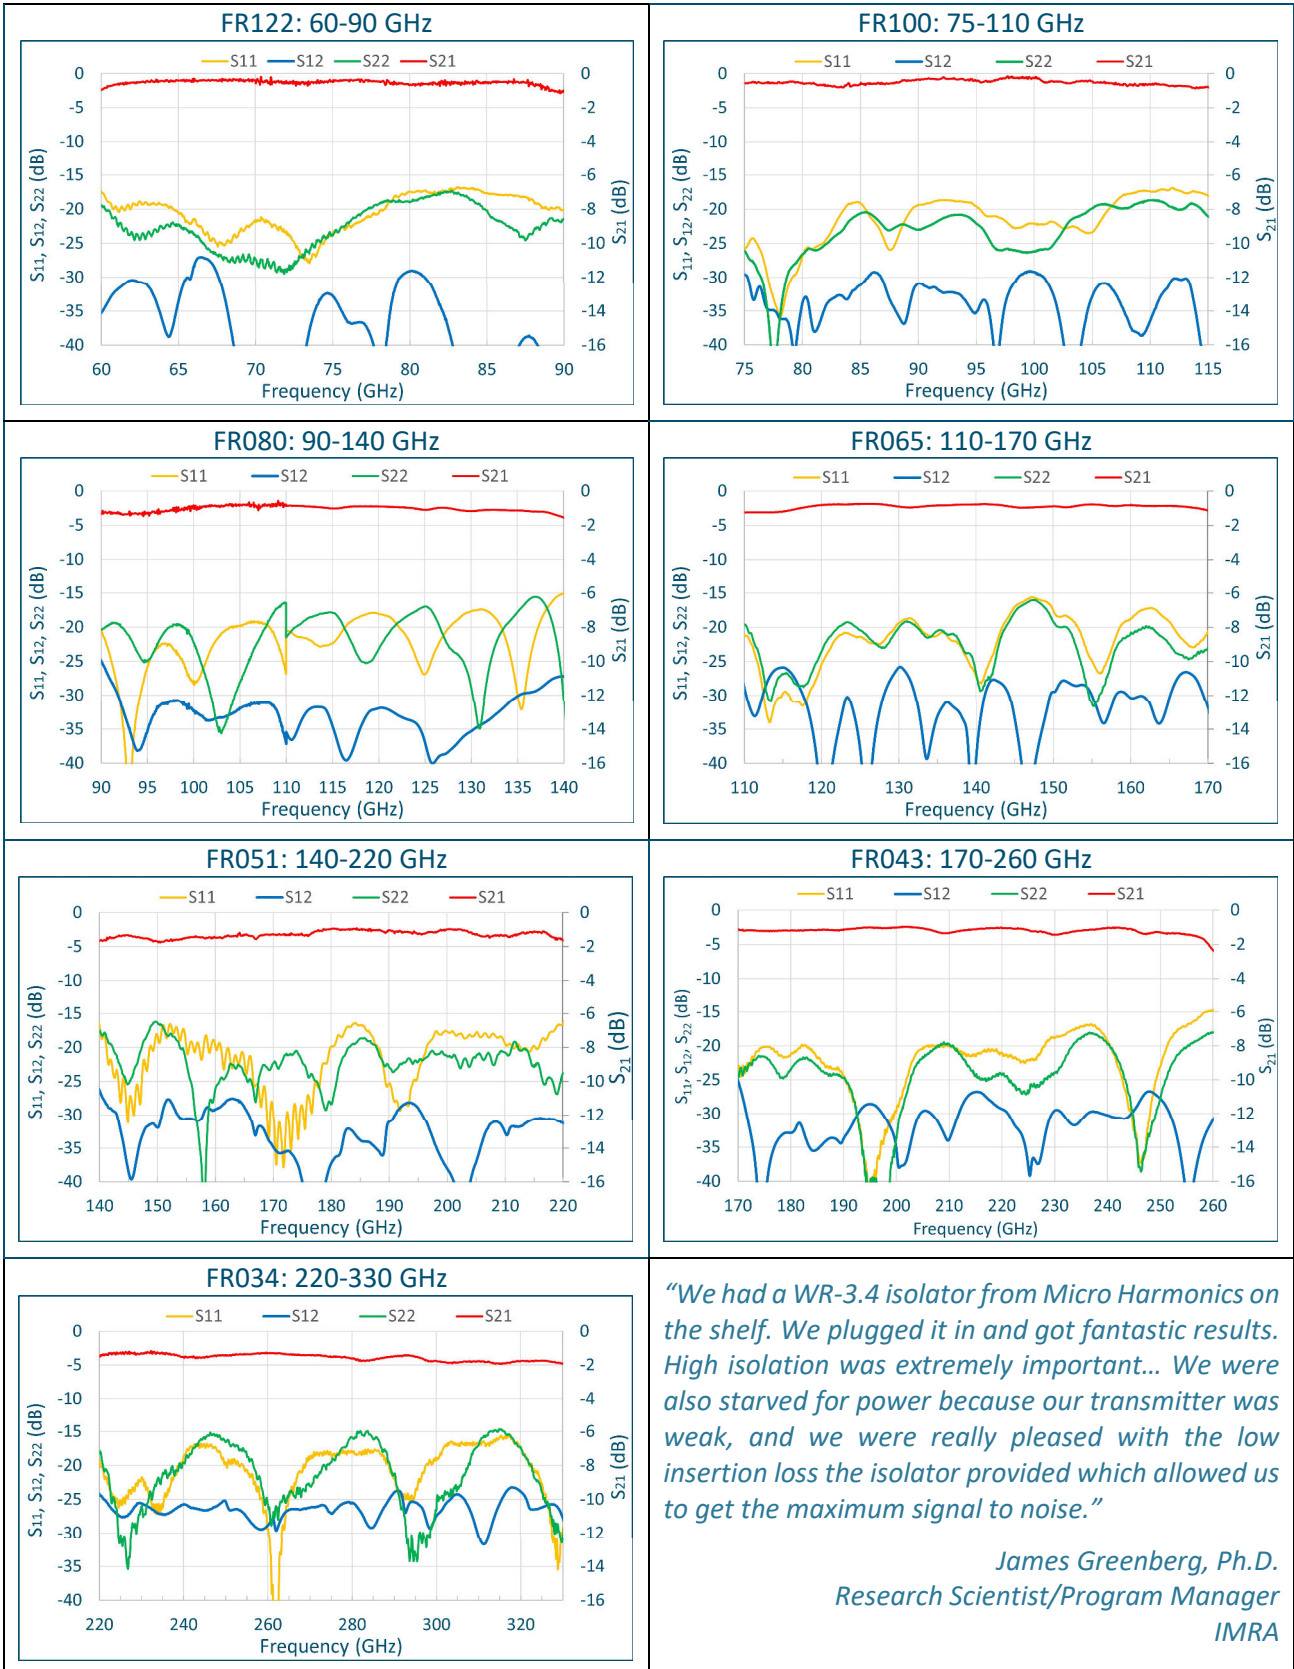 FR122: 60-90 GHz
S11 S12 S22 S21
0 0
-5 -2
-10 -4
-15 -6
-20 -8
-25 -10
-30 -12
-35 -14
-40 -16
S11, S12, S22 (dB)
S21 (dB)
60 65 70 75 80 85 90
Frequency (GHz)
FR100: 75-110 GHz
S11 S12 S22 S21
0 0
-5 -2
-10 -4
-15 -6
-20 -8
-25 -10
-30 -12
-35 -14
-40 -16
S11, S12, S22 (dB)
S21 (dB)
75 80 85 90 95 100 105 110 115
Frequency (GHz)
FR080: 90-140 GHz
S11 S12 S22 S21
0 0
-5 -2
-10 -4
-15 -6
-20 -8
-25 -10
-30 -12
-35 -14
-40 -16
S11, S12, S22 (dB)
S21 (dB)
90 95 100 105 110 115 120 125 130 135 140
Frequency (GHz)
FR065: 110-170 GHz
S11 S12 S22 S21
0 0
-5 -2
-10 -4
-15 -6
-20 -8
-25 -10
-30 -12
-35 -14
-40 -16
S11, S12, S22 (dB)
S21 (dB)
110 120 130 140 150 160 170
Frequency (GHz)
FR051: 140-220 GHz
S11 S12 S22 S21
0 0
-5 -2
-10 -4
-15 -6
-20 -8
-25 -10
-30 -12
-35 -14
-40 -16
S11, S12, S22 (dB)
S21 (dB)
140 150 160 170 180 190 200 210 220
Frequency (GHz)
FR043: 170-260 GHz
S11 S12 S22 S21
0 0
-5 -2
-10 -4
-15 -6
-20 -8
-25 -10
-30 -12
-35 -14
-40 -16
S11, S12, S22 (dB)
S21 (dB)
170 180 190 200 210 220 230 240 250 260
Frequency (GHz)
FR034: 220-330 GHz
S11 S12 S22 S21
0 0
-5 -2
-10 -4
-15 -6
-20 -8
-25 -10
-30 -12
-35 -14
-40 -16
S11, S12, S22 (dB)
S21 (dB)
220 240 260 280 300 320
Frequency (GHz)
“We had a WR-3.4 isolator from Micro Harmonics on
the shelf. We plugged it in and got fantastic results.
High isolation was extremely important… We were
also starved for power because our transmitter was
weak, and we were really pleased with the low
insertion loss the isolator provided which allowed us
to get the maximum signal to noise.”
James Greenberg, Ph.D.
Research Scientist/Program Manager
IMRA